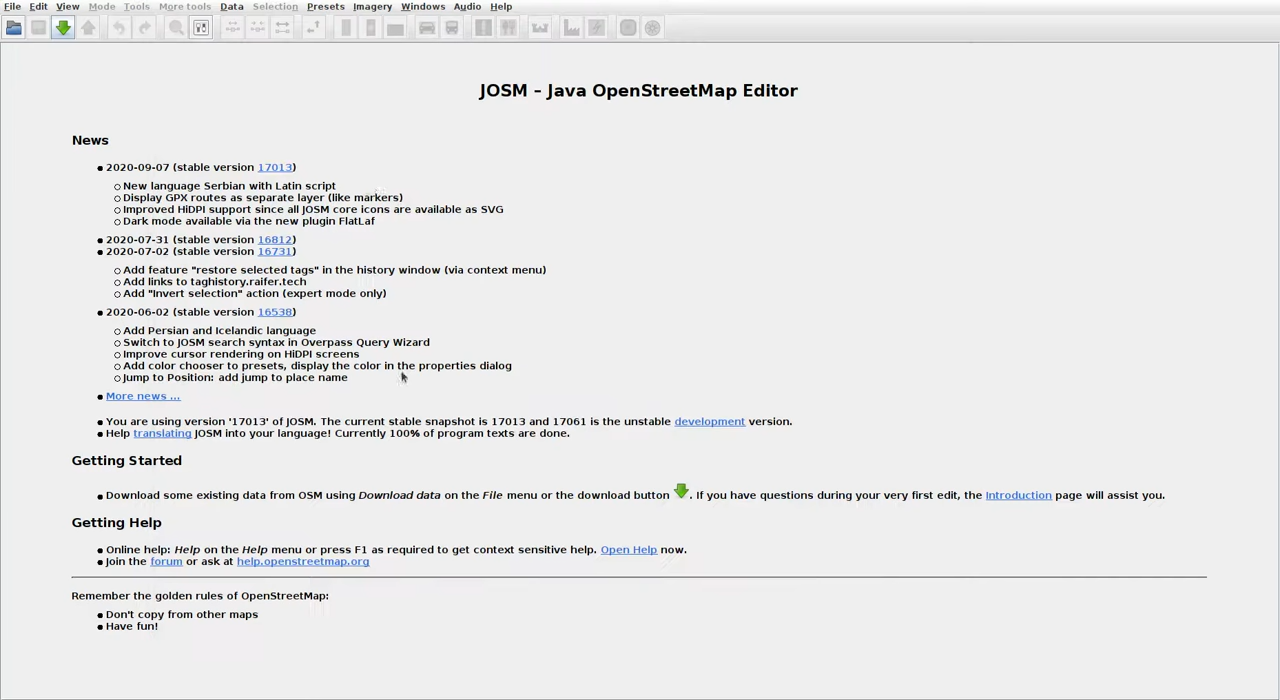 File Edit View Mode Tools More tools Data Selection Presets Imagery Windows Audio Help
JOSM – Java OpenStreetMap Editor
News
2020-09-07 (stable version 17013)
New language Serbian with Latin script
Display GPX routes as separate layer (like markers)
Improved HiDPI support since all JOSM core icons are available as SVG
Dark mode available via the new plugin FlatLaf
2020-07-31 (stable version 16812)
2020-07-02 (stable version 16731)
Add feature "restore selected tags" in the history window (via context menu)
Add links to taghistory.raifer.tech
Add "Invert selection" action (expert mode only)
2020-06-02 (stable version 16538)
Add Persian and Icelandic language
Switch to JOSM search syntax in Overpass Query Wizard
Improve cursor rendering on HiDPI screens
Add color chooser to presets, display the color in the properties dialog
Jump to Position: add jump to place name
More news ...
You are using version '17013' of JOSM. The current stable snapshot is 17013 and 17061 is the unstable development version.
Help translating JOSM into your language! Currently 100% of program texts are done.
Getting Started
Download some existing data from OSM using Download data on the File menu or the download button . If you have questions during your very first edit, the Introduction page will assist you.
Getting Help
Online help: Help on the Help menu or press F1 as required to get context sensitive help. Open Help now.
Join the forum or ask at help.openstreetmap.org
Remember the golden rules of OpenStreetMap:
Don't copy from other maps
Have fun!